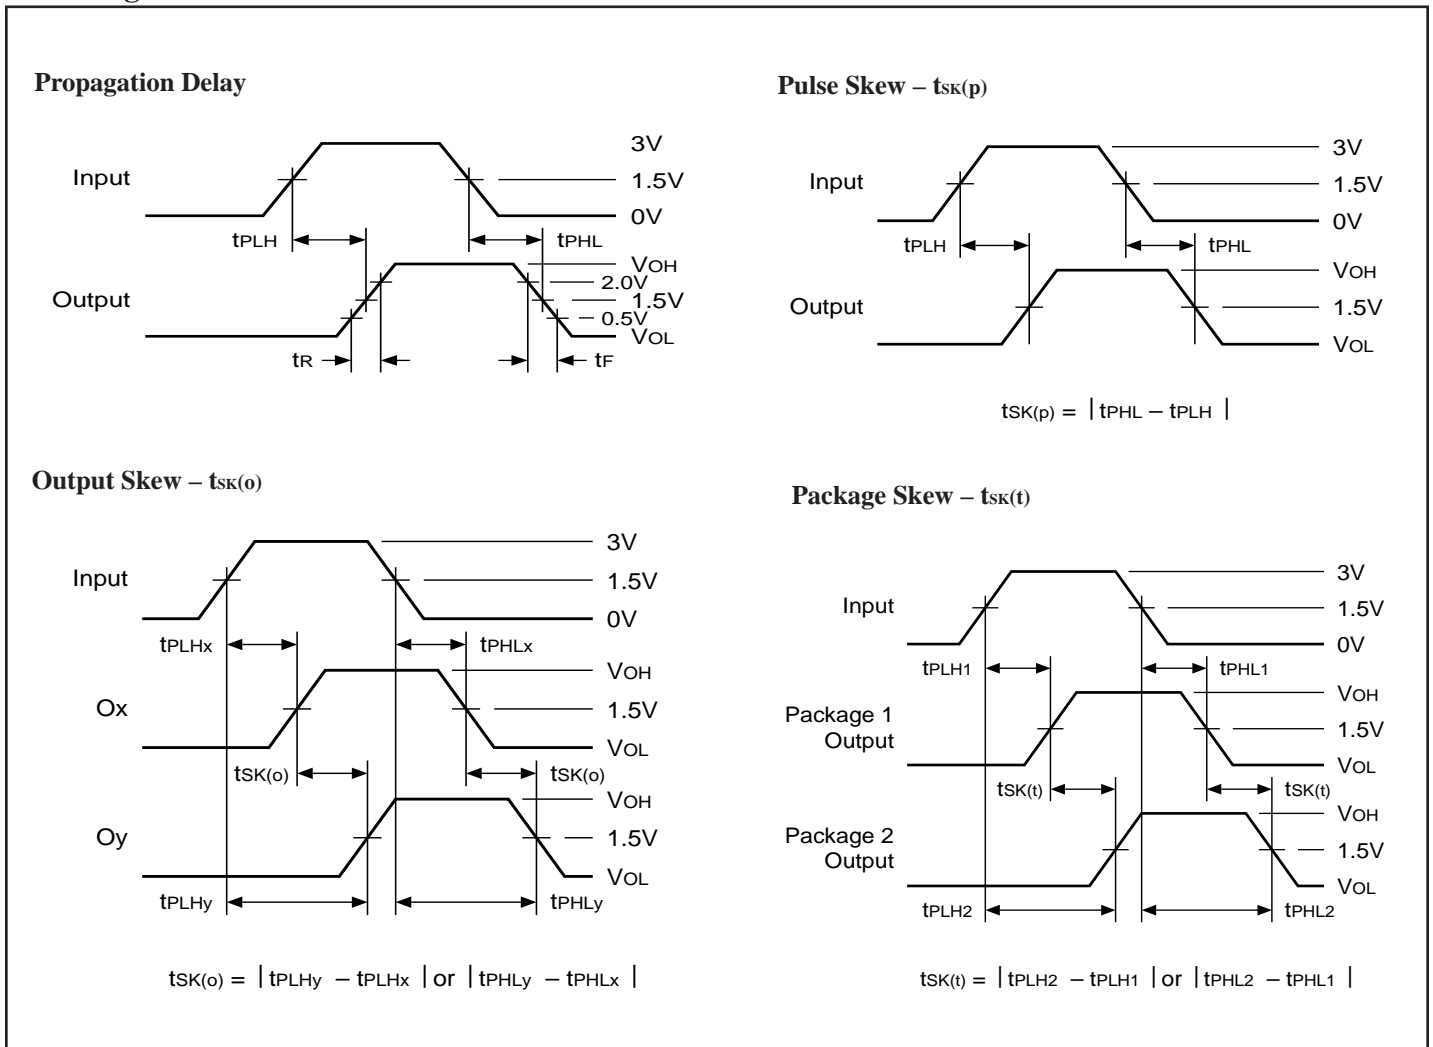 Propagation Delay
Input
3V
1.5V
0V
tPLH
tPHL
Output
VOH
2.0V
1.5V
0.5V
VOL
tR
tF
Pulse Skew – tSK(p)
Input
3V
1.5V
0V
tPLH
tPHL
Output
VOH
1.5V
VOL
tSK(p) = | tPHL – tPLH |
Output Skew – tSK(o)
Input
3V
1.5V
0V
tPLHx
tPHLx
Ox
VOH
1.5V
VOL
tSK(o)
tSK(o)
Oy
VOH
1.5V
VOL
tPLHy
tPHLy
tSK(o) = | tPLHy – tPLHx | or | tPHLy – tPHLx |
Package Skew – tSK(t)
Input
3V
1.5V
0V
tPLH1
tPHL1
Package 1
Output
VOH
1.5V
VOL
tSK(t)
tSK(t)
Package 2
Output
VOH
1.5V
VOL
tPLH2
tPHL2
tSK(t) = | tPLH2 – tPLH1 | or | tPHL2 – tPHL1 |